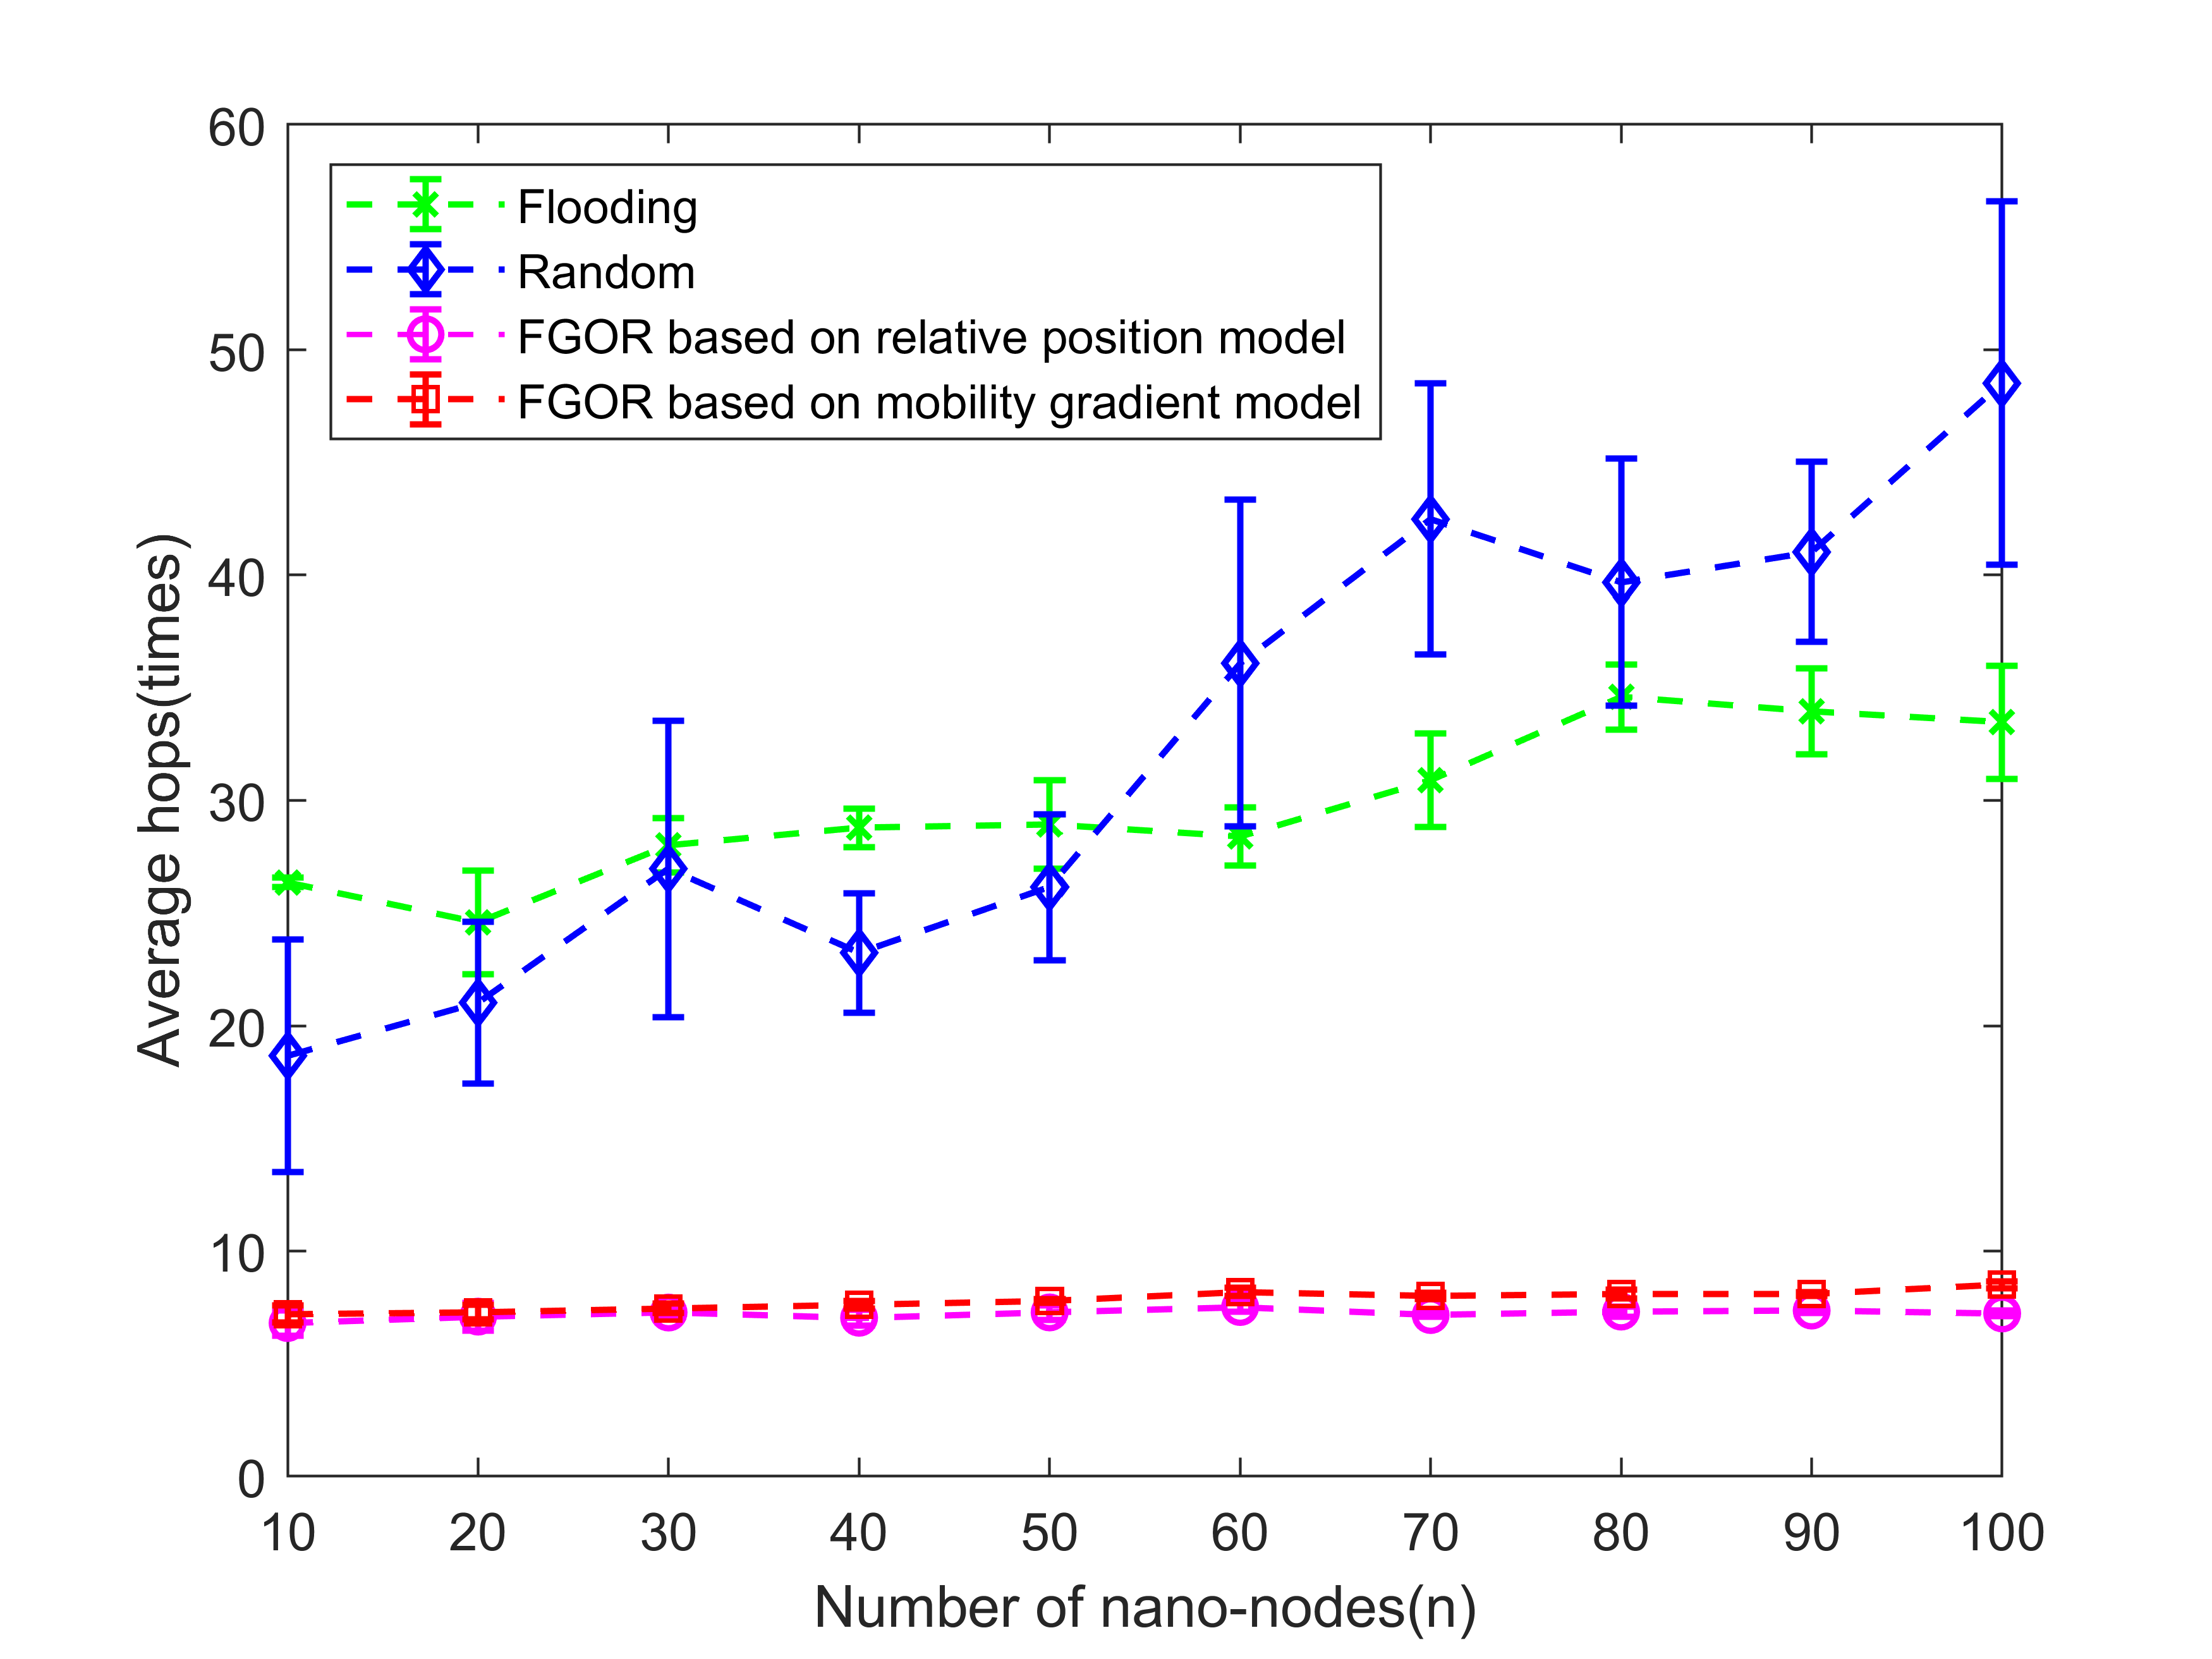 60
50
40
30
20
10
0
Flooding
Random
FGOR based on relative position model
FGOR based on mobility gradient model
Average hops(times)
10 20 30 40 50 60 70 80 90 100
Number of nano-nodes(n)